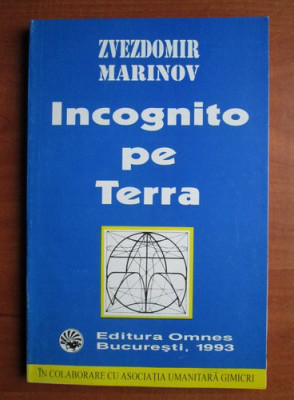 ZVEZDOMIR
MARINOV
Incognito
pe
Terra
Editura Omnes
Bucureşti, 1993
ÎN COLABORARE CU ASOCIAŢIA UMANITARĂ GIMICRI